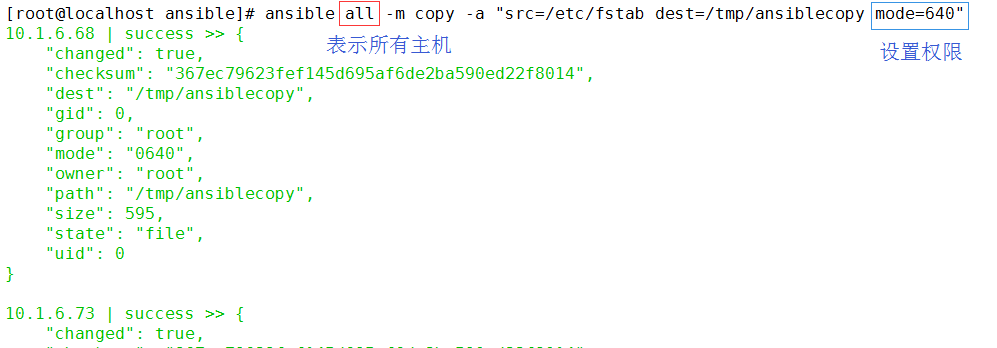 [root@localhost ansible]# ansible all -m copy -a "src=/etc/fstab dest=/tmp/ansiblecopy mode=640"
10.1.6.68 | success >> {
表示所有主机
设置权限
"changed": true,
"checksum": "367ec79623fef145d695af6de2ba590ed22f8014",
"dest": "/tmp/ansiblecopy",
"gid": 0,
"group": "root",
"mode": "0640",
"owner": "root",
"path": "/tmp/ansiblecopy",
"size": 595,
"state": "file",
"uid": 0
}
10.1.6.73 | success >> {
"changed": true,